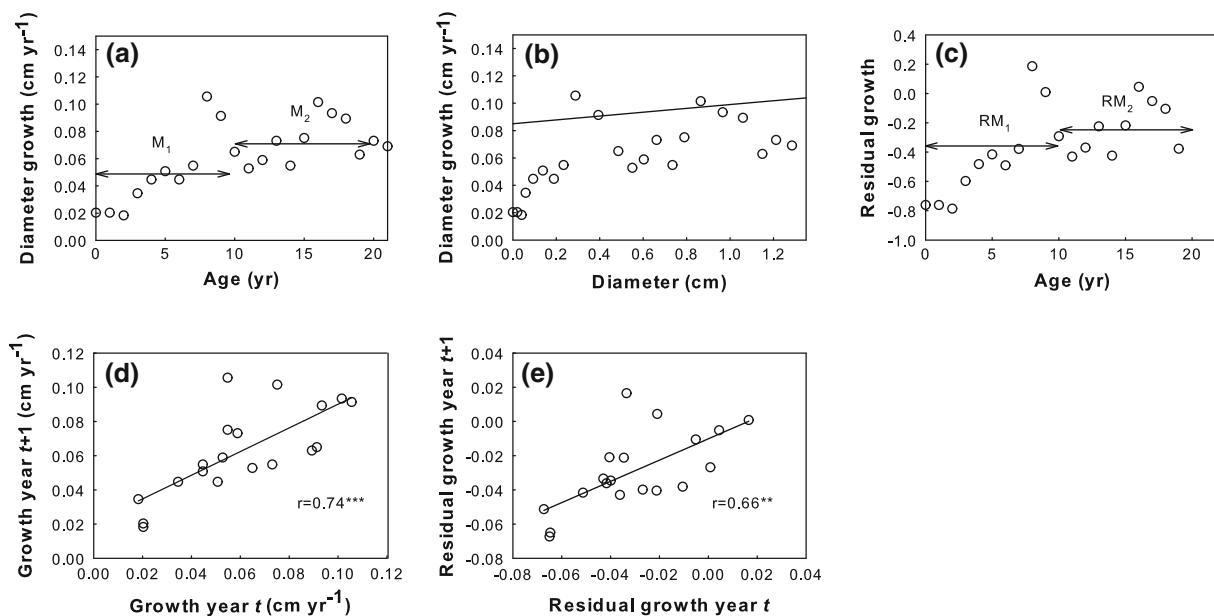 (a)
Diameter growth (cm yr⁻¹)
0.14
0.12
0.10
0.08
0.06
0.04
0.02
0.00
M₁
M₂
0 5 10 15 20
Age (yr)
(b)
Diameter growth (cm yr⁻¹)
0.14
0.12
0.10
0.08
0.06
0.04
0.02
0.00
0.0 0.2 0.4 0.6 0.8 1.0 1.2
Diameter (cm)
(c)
Residual growth
0.4
0.2
0.0
-0.2
-0.4
-0.6
-0.8
-1.0
RM₁
RM₂
0 5 10 15 20
Age (yr)
(d)
Growth year t+1 (cm yr⁻¹)
0.12
0.10
0.08
0.06
0.04
0.02
0.00
r=0.74***
0.00 0.02 0.04 0.06 0.08 0.10 0.12
Growth year t (cm yr⁻¹)
(e)
Residual growth year t+1
0.04
0.02
-0.00
-0.02
-0.04
-0.06
-0.08
r=0.66**
-0.08 -0.06 -0.04 -0.02 0.00 0.02 0.04
Residual growth year t